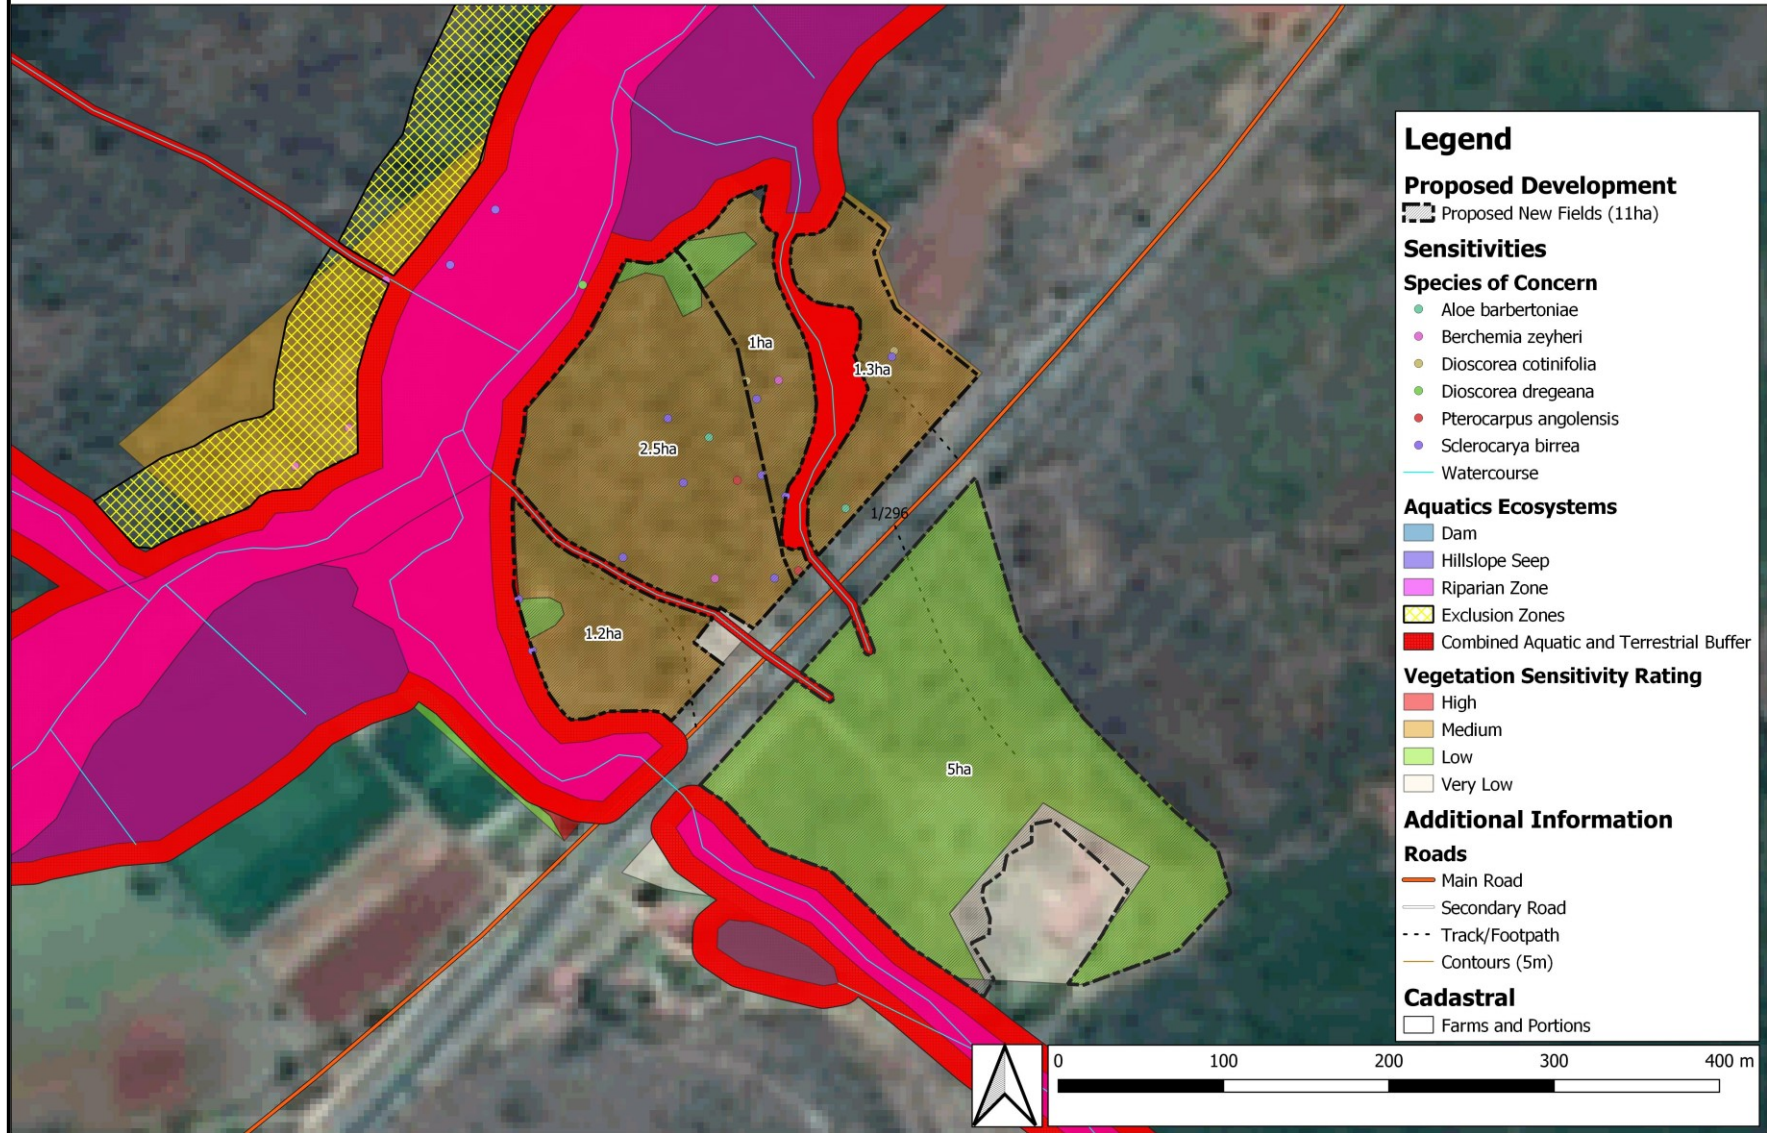 1ha
1.3ha
2.5ha
1/296
1.2ha
5ha
Legend
Proposed Development
Proposed New Fields (11ha)
Sensitivities
Species of Concern
Aloe barbertoniae
Berchemia zeyheri
Dioscorea cotinifolia
Dioscorea dregeana
Pterocarpus angolensis
Sclerocarya birrea
Watercourse
Aquatics Ecosystems
Dam
Hillslope Seep
Riparian Zone
Exclusion Zones
Combined Aquatic and Terrestrial Buffer
Vegetation Sensitivity Rating
High
Medium
Low
Very Low
Additional Information
Roads
Main Road
Secondary Road
Track/Footpath
Contours (5m)
Cadastral
Farms and Portions
0 100 200 300 400 m